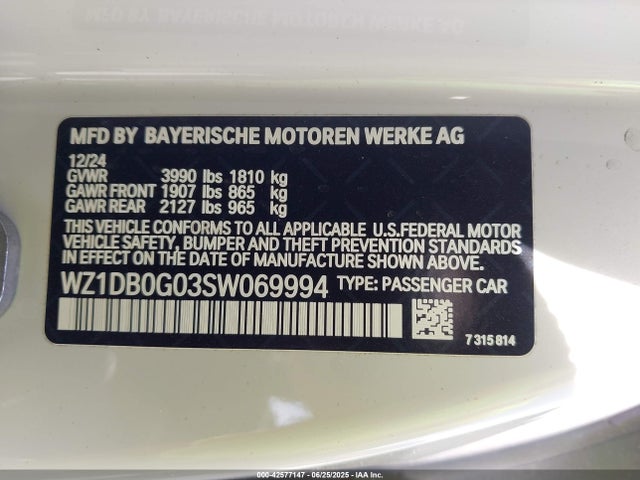 MFD BY BAYERISCHE MOTOREN WERKE AG
12/24
GVWR 3990 lbs 1810 kg
GAWR FRONT 1907 lbs 865 kg
GAWR REAR 2127 lbs 965 kg
THIS VEHICLE CONFORMS TO ALL APPLICABLE U.S.FEDERAL MOTOR
VEHICLE SAFETY, BUMPER AND THEFT PREVENTION STANDARDS IN
EFFECT ON THE DATE OF MANUFACTURE SHOWN ABOVE.
WZ1DB0G03SW069994 TYPE: PASSENGER CAR
7 315 814
000-42577147 - 06/25/2025 - IAA Inc.